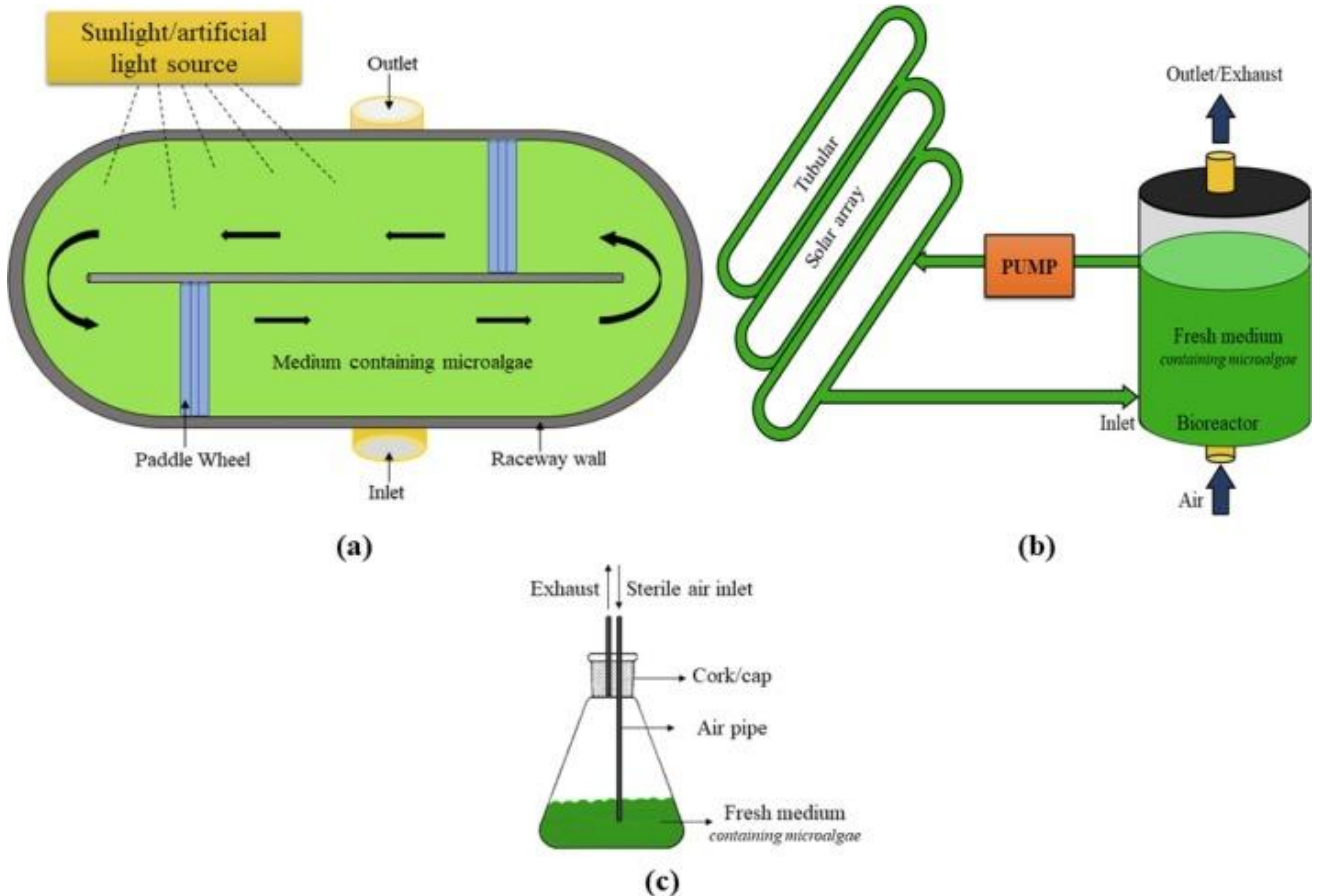 Sunlight/artificial
light source
Outlet
Medium containing microalgae
Paddle Wheel
Inlet
Raceway wall
(a)
Outlet/Exhaust
Tubular
Solar array
PUMP
Fresh medium
containing microalgae
Inlet
Bioreactor
Air
(b)
Exhaust
Sterile air inlet
Cork/cap
Air pipe
Fresh medium
containing microalgae
(c)